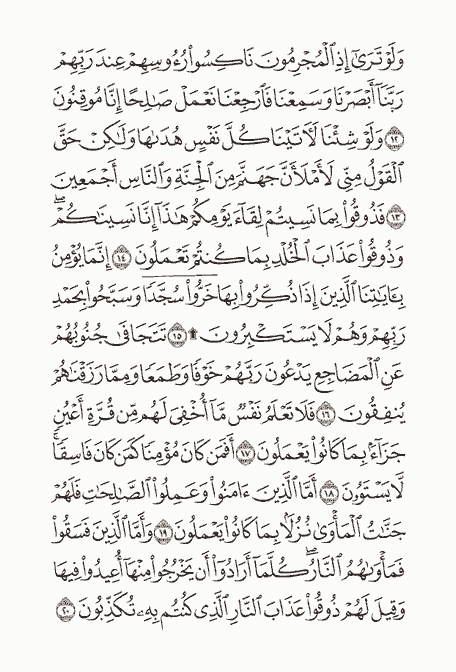 وَلَوْ تَرَىٰٓ إِذِ ٱلْمُجْرِمُونَ نَاكِسُوا۟ رُءُوسِهِمْ عِندَ رَبِّهِمْ
رَبَّنَآ أَبْصَرْنَا وَسَمِعْنَا فَٱرْجِعْنَا نَعْمَلْ صَٰلِحًا إِنَّا مُوقِنُونَ
﴿١٢﴾ وَلَوْ شِئْنَا لَءَاتَيْنَا كُلَّ نَفْسٍ هُدَىٰهَا وَلَٰكِنْ حَقَّ
ٱلْقَوْلُ مِنِّى لَأَمْلَأَنَّ جَهَنَّمَ مِنَ ٱلْجِنَّةِ وَٱلنَّاسِ أَجْمَعِينَ
﴿١٣﴾ فَذُوقُوا۟ بِمَا نَسِيتُمْ لِقَآءَ يَوْمِكُمْ هَٰذَآ إِنَّا نَسِينَٰكُمْ ۖ
وَذُوقُوا۟ عَذَابَ ٱلْخُلْدِ بِمَا كُنتُمْ تَعْمَلُونَ ﴿١٤﴾ إِنَّمَا يُؤْمِنُ
بِـَٔايَٰتِنَا ٱلَّذِينَ إِذَا ذُكِّرُوا۟ بِهَا خَرُّوا۟ سُجَّدًا وَسَبَّحُوا۟ بِحَمْدِ
رَبِّهِمْ وَهُمْ لَا يَسْتَكْبِرُونَ ۩ ﴿١٥﴾ تَتَجَافَىٰ جُنُوبُهُمْ
عَنِ ٱلْمَضَاجِعِ يَدْعُونَ رَبَّهُمْ خَوْفًا وَطَمَعًا وَمِمَّا رَزَقْنَٰهُمْ
يُنفِقُونَ ﴿١٦﴾ فَلَا تَعْلَمُ نَفْسٌ مَّآ أُخْفِىَ لَهُم مِّن قُرَّةِ أَعْيُنٍ
جَزَآءًۢ بِمَا كَانُوا۟ يَعْمَلُونَ ﴿١٧﴾ أَفَمَن كَانَ مُؤْمِنًا كَمَن كَانَ فَاسِقًا ۚ
لَّا يَسْتَوُۥنَ ﴿١٨﴾ أَمَّا ٱلَّذِينَ ءَامَنُوا۟ وَعَمِلُوا۟ ٱلصَّٰلِحَٰتِ فَلَهُمْ
جَنَّٰتُ ٱلْمَأْوَىٰ نُزُلًۢا بِمَا كَانُوا۟ يَعْمَلُونَ ﴿١٩﴾ وَأَمَّا ٱلَّذِينَ فَسَقُوا۟
فَمَأْوَىٰهُمُ ٱلنَّارُ ۖ كُلَّمَآ أَرَادُوٓا۟ أَن يَخْرُجُوا۟ مِنْهَآ أُعِيدُوا۟ فِيهَا
وَقِيلَ لَهُمْ ذُوقُوا۟ عَذَابَ ٱلنَّارِ ٱلَّذِى كُنتُم بِهِۦ تُكَذِّبُونَ ﴿٢٠﴾